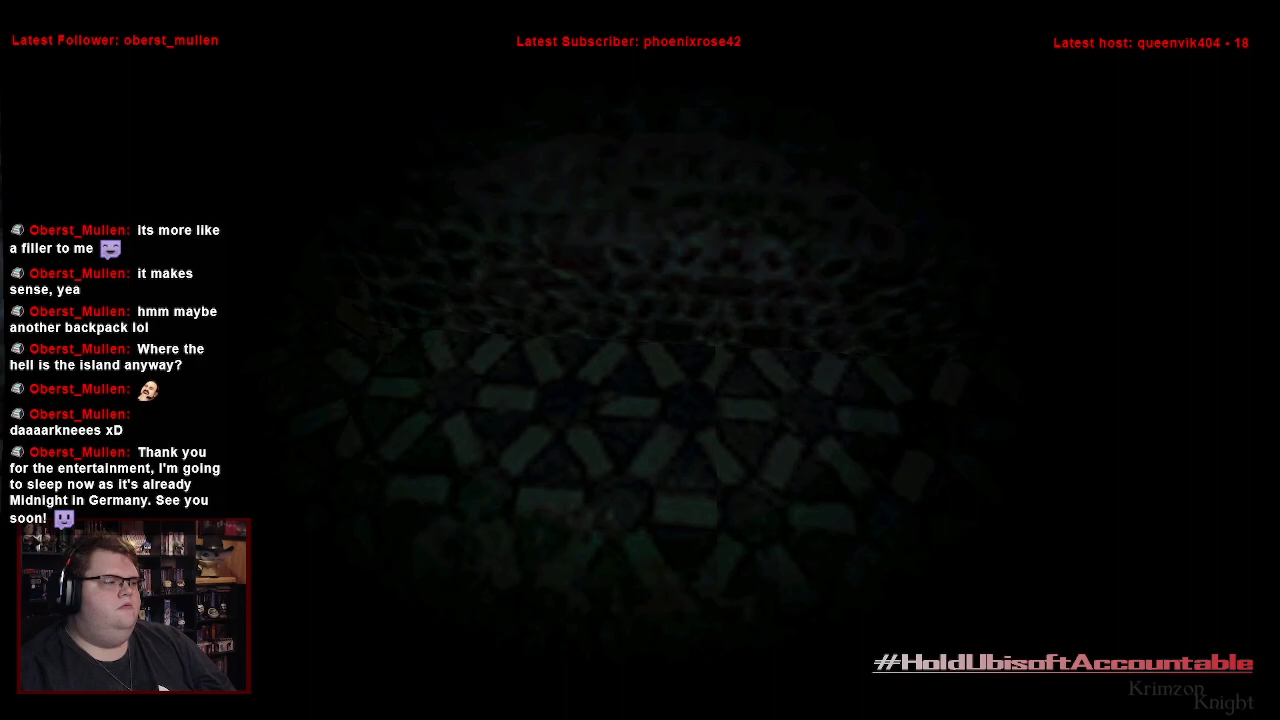 Latest Follower: oberst_mullen
Latest Subscriber: phoenixrose42
Latest host: queenvik404 - 18
Oberst_Mullen: Its more like
a filler to me
Oberst_Mullen: it makes
sense, yea
Oberst_Mullen: hmm maybe
another backpack lol
Oberst_Mullen: Where the
hell is the island anyway?
Oberst_Mullen:
Oberst_Mullen:
daaaarkneees xD
Oberst_Mullen: Thank you
for the entertainment, I'm going
to sleep now as it's already
Midnight in Germany. See you
soon!
#HoldUbisoftAccountable
Krimzon
Knight